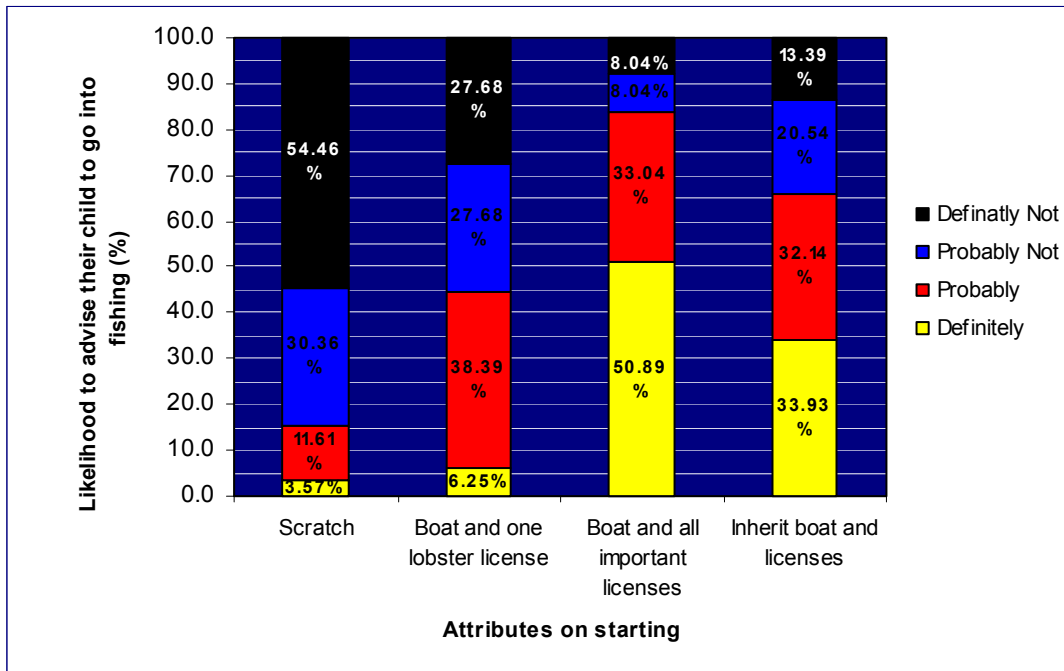 Likelihood to advise their child to go into
fishing (%)
100.0
90.0
80.0
70.0
60.0
50.0
40.0
30.0
20.0
10.0
0.0
54.46
%
30.36
%
11.61
%
3.57%
27.68
%
27.68
%
38.39
%
6.25%
8.04%
8.04%
33.04
%
50.89
%
13.39
%
20.54
%
32.14
%
33.93
%
Scratch
Boat and one
lobster license
Boat and all
important
licenses
Inherit boat and
licenses
Attributes on starting
Definatly Not
Probably Not
Probably
Definitely